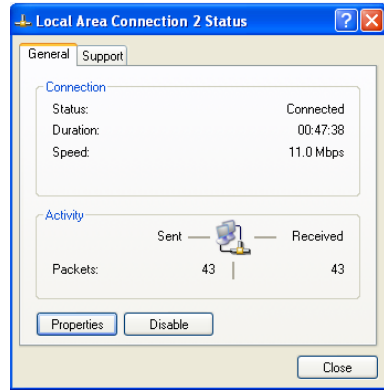 Local Area Connection 2 Status
General Support
Connection
Status: Connected
Duration: 00:47:38
Speed: 11.0 Mbps
Activity
Sent Received
Packets: 43 43
Properties Disable
Close